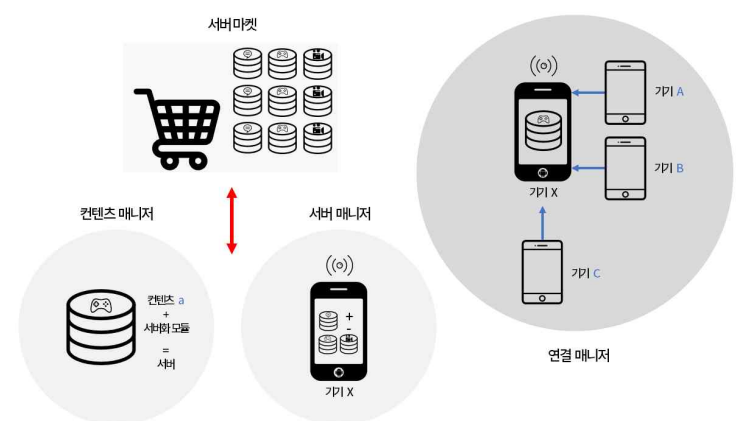 서버 마켓
기기 A
기기 B
기기 X
기기 C
연결 매니저
컨텐츠 매니저
컨텐츠 a
+
서버화 모듈
=
서버
서버 매니저
+
-
기기 X